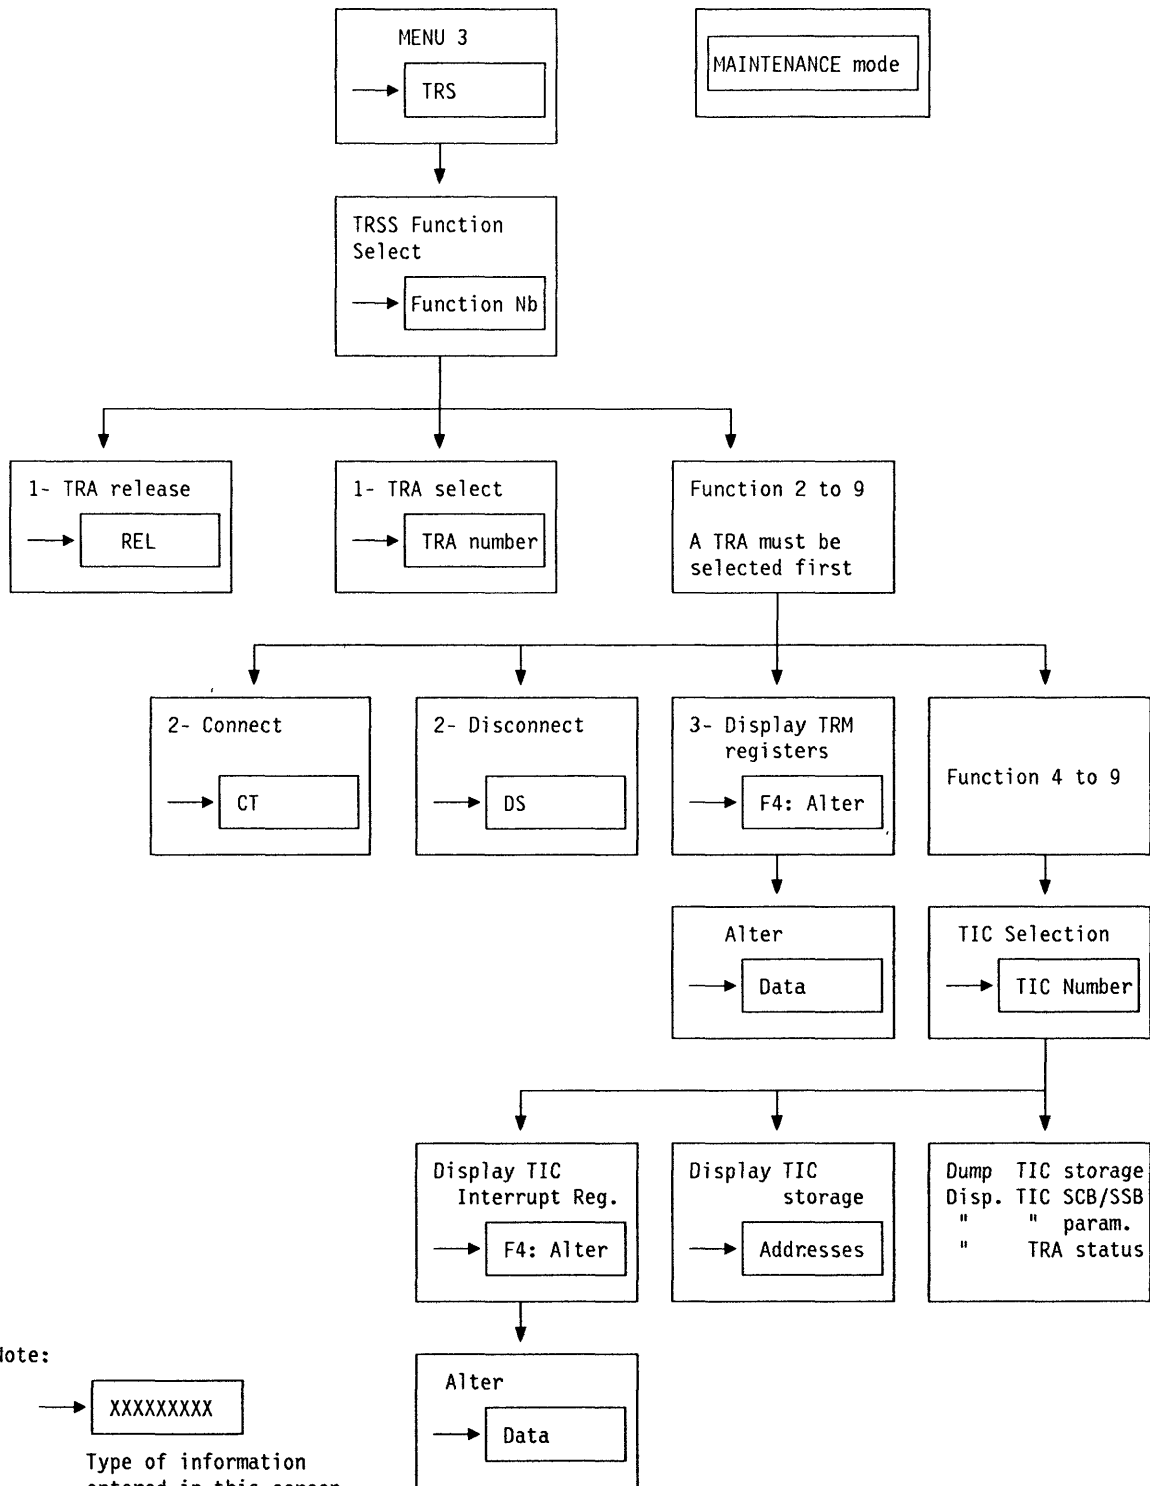 MENU 3
TRS
MAINTENANCE mode
TRSS Function
Select
Function Nb
1- TRA release
REL
1- TRA select
TRA number
Function 2 to 9
A TRA must be
selected first
2- Connect
CT
2- Disconnect
DS
3- Display TRM
registers
F4: Alter
Function 4 to 9
Alter
Data
TIC Selection
TIC Number
Display TIC
Interrupt Reg.
F4: Alter
Display TIC
storage
Addresses
Dump TIC storage
Disp. TIC SCB/SSB
" " param.
" TRA status
Alter
Data
Note:
XXXXXXXXX
Type of information